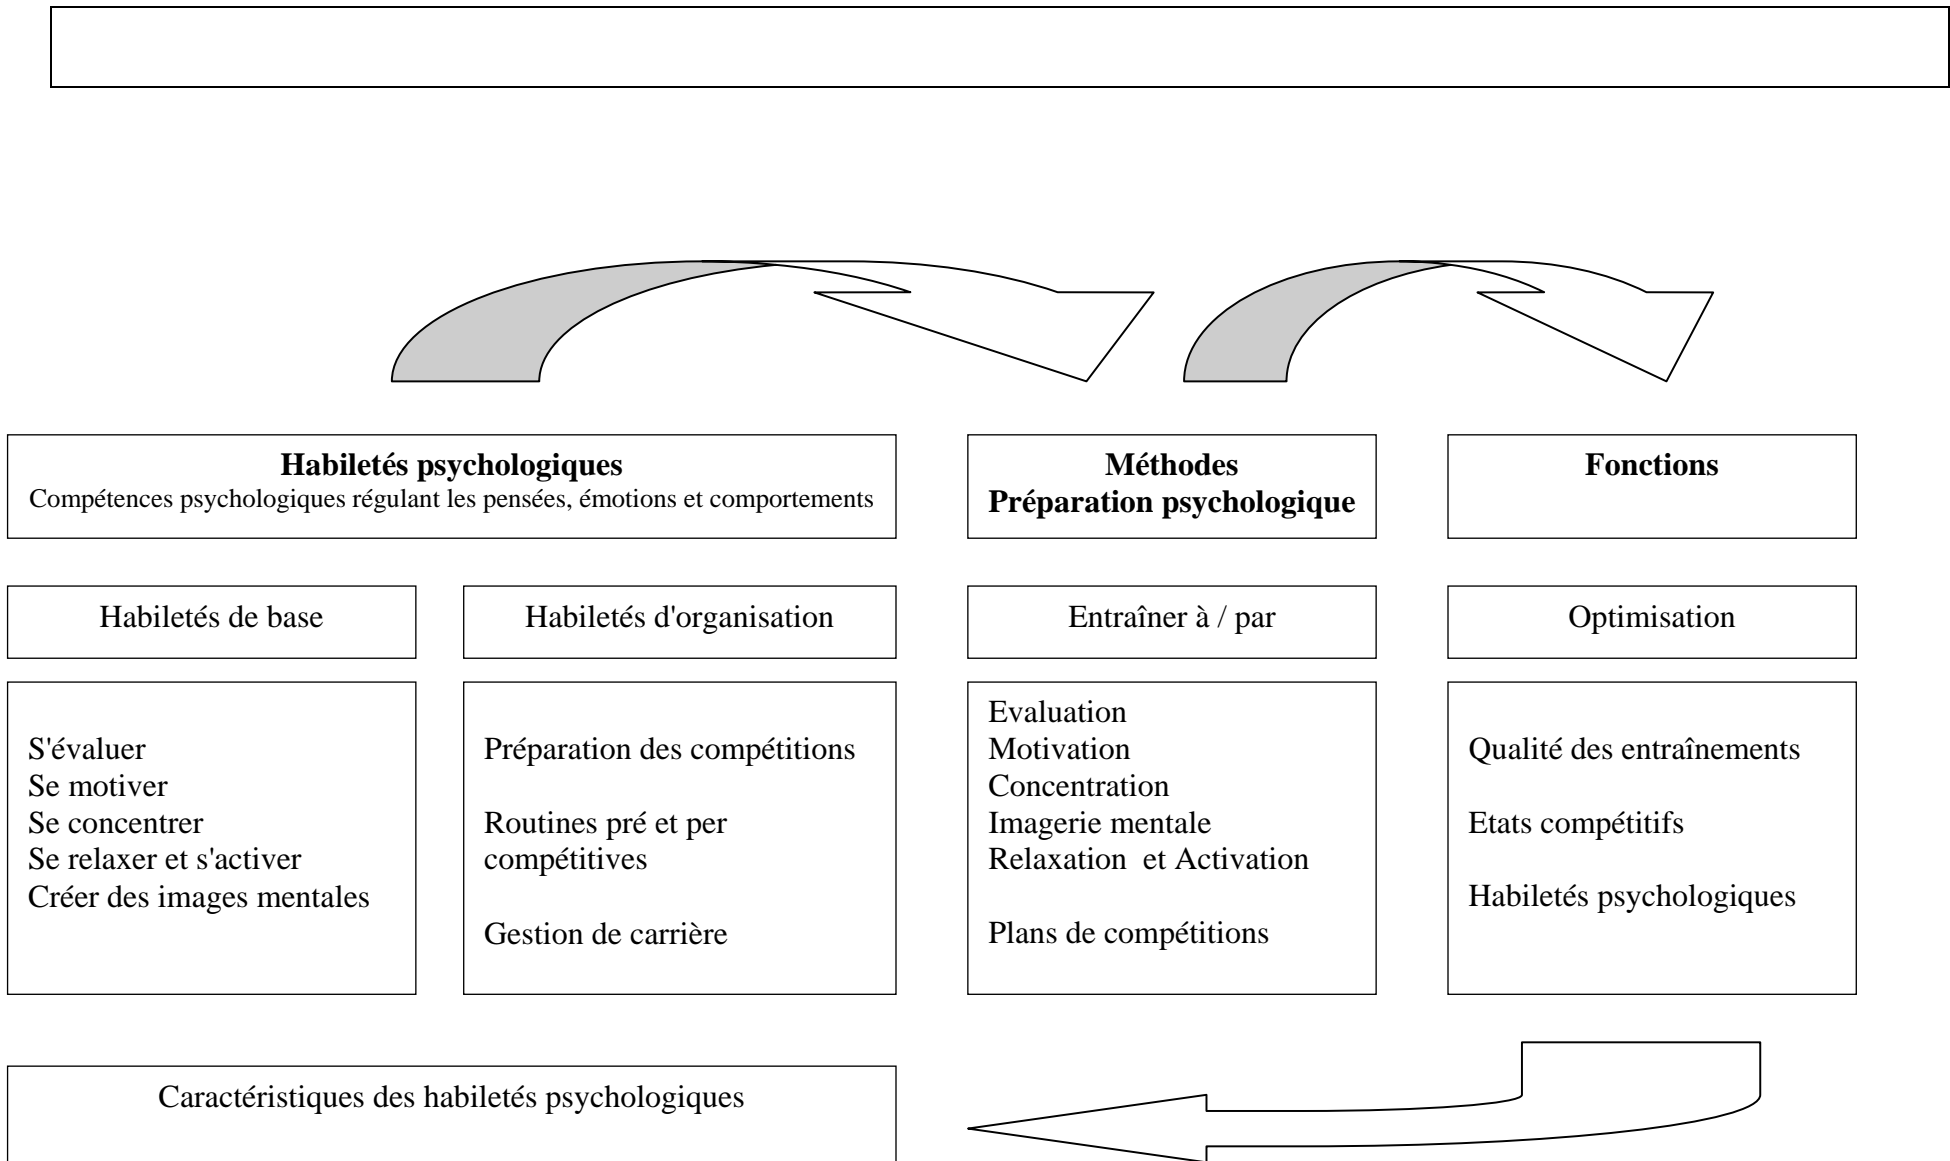 Habiletés psychologiques
Compétences psychologiques régulant les pensées, émotions et comportements
Méthodes
Préparation psychologique
Fonctions
Habiletés de base
Habiletés d'organisation
Entraîner à / par
Optimisation
S'évaluer
Se motiver
Se concentrer
Se relaxer et s'activer
Créer des images mentales
Préparation des compétitions
Routines pré et per
compétitives
Gestion de carrière
Evaluation
Motivation
Concentration
Imagerie mentale
Relaxation  et Activation
Plans de compétitions
Qualité des entraînements
Etats compétitifs
Habiletés psychologiques
Caractéristiques des habiletés psychologiques